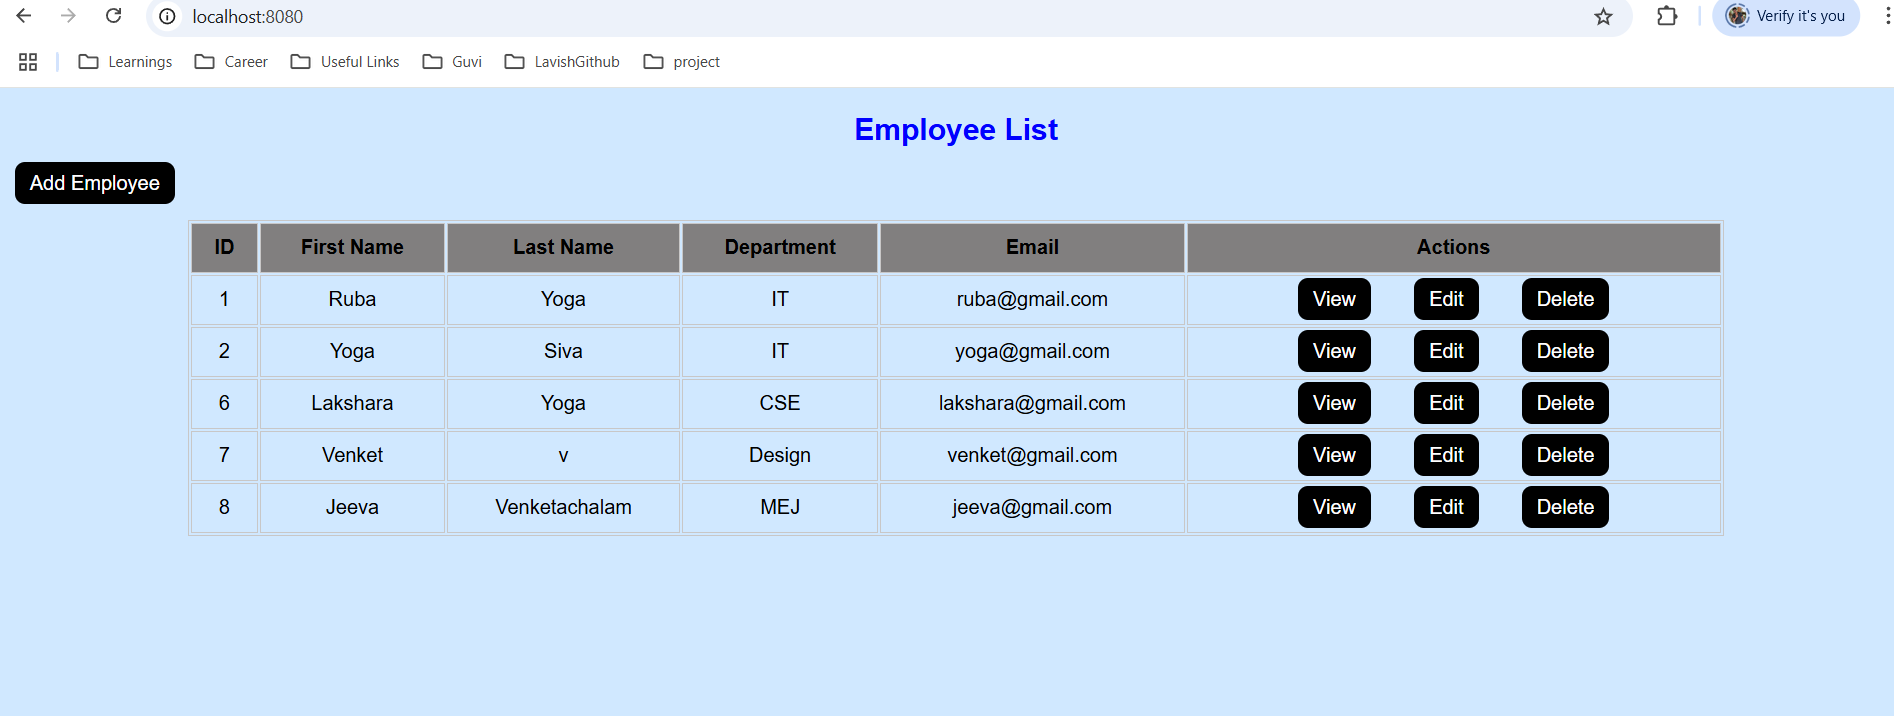 localhost:8080
Verify it's you
Learnings Career Useful Links Guvi LavishGithub project
Employee List
Add Employee
ID First Name Last Name Department Email Actions
1 Ruba Yoga IT ruba@gmail.com View Edit Delete
2 Yoga Siva IT yoga@gmail.com View Edit Delete
6 Lakshara Yoga CSE lakshara@gmail.com View Edit Delete
7 Venket v Design venket@gmail.com View Edit Delete
8 Jeeva Venketachalam MEJ jeeva@gmail.com View Edit Delete